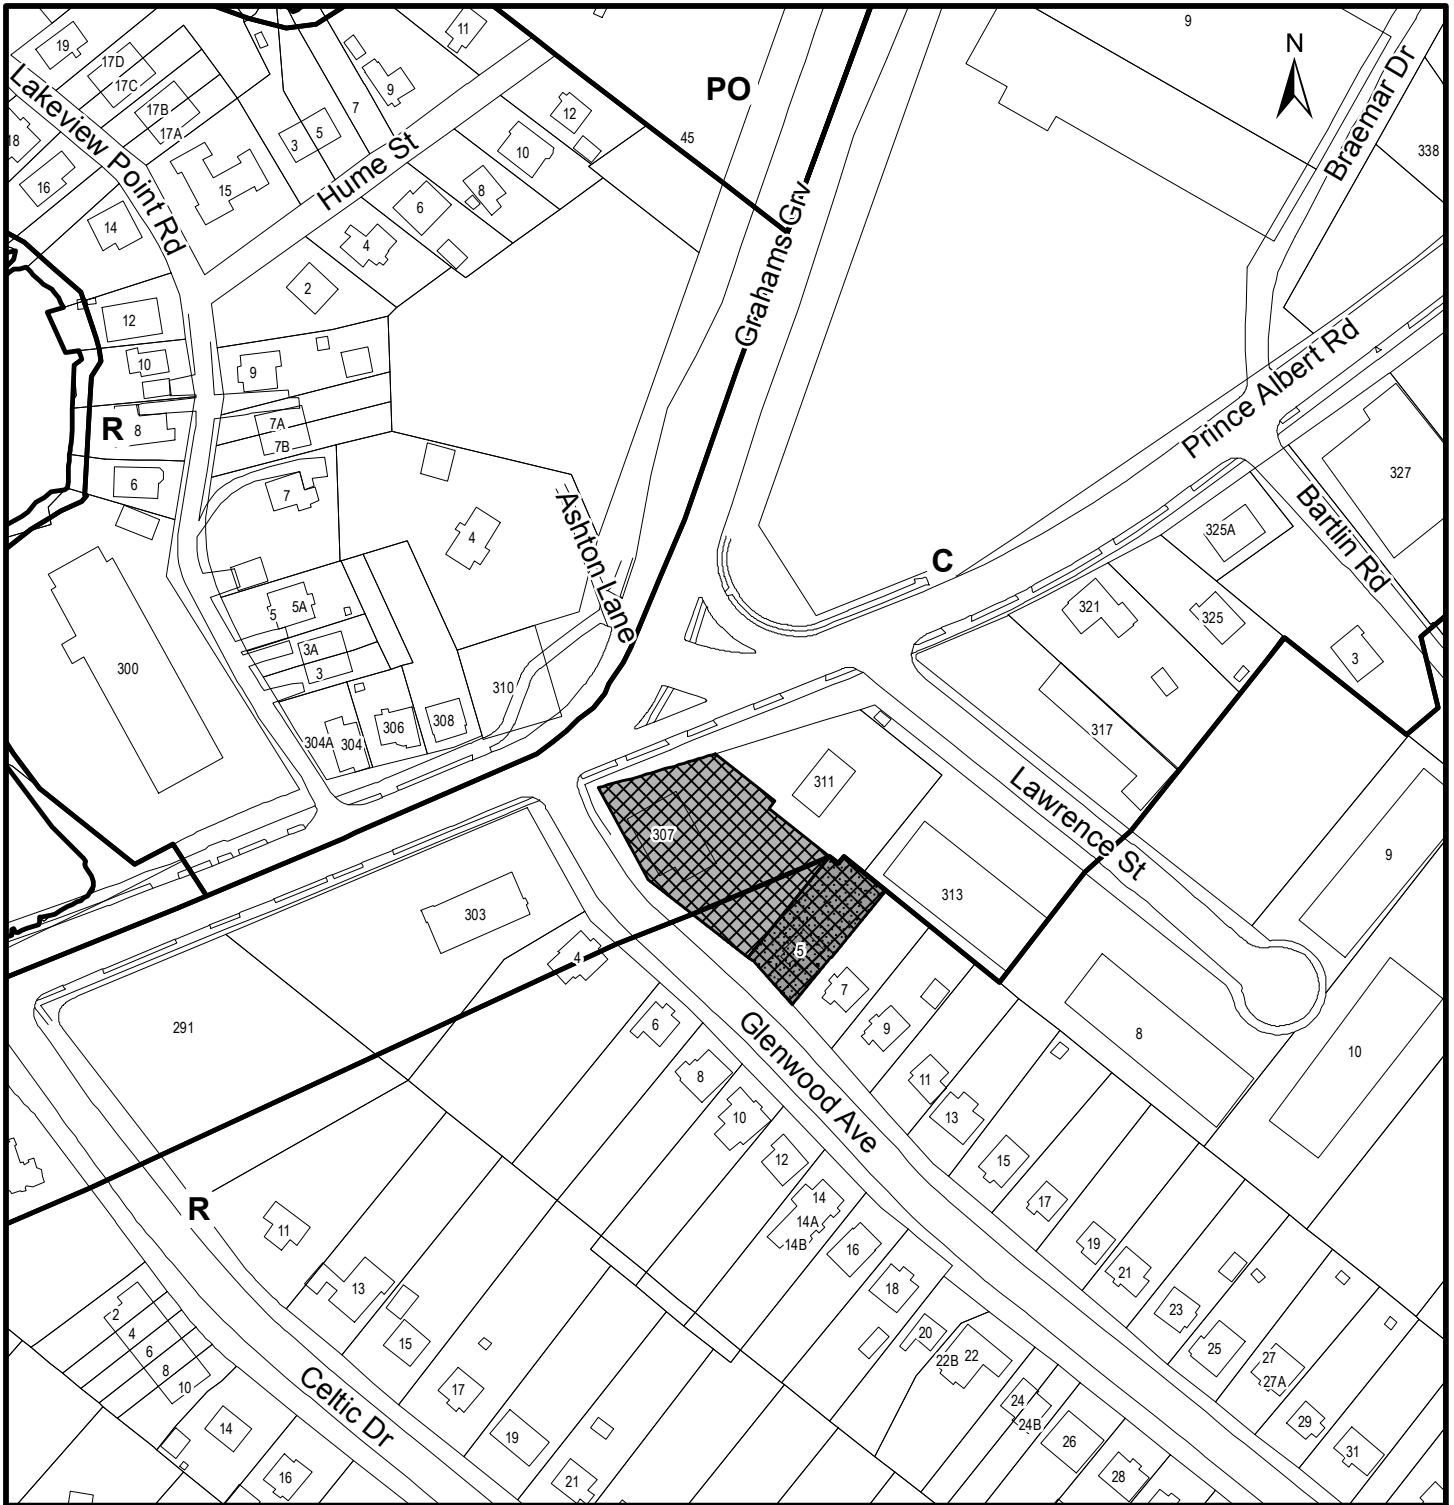 9
11
19
N
17D
17C
PO
9
17B
7
12
17A
5
45
Braemar Dr
18
3
10
338
Lakeview Point Rd
Hume St
16
15
8
6
14
4
Grahams Grv
2
12
Prince Albert Rd
10
9
R
8
7A
7B
327
6
7
325A
Bartlin Rd
4
Ashton Lane
C
5A
5
321
325
3A
3
3
300
310
308
306
304A
304
317
311
307
Lawrence St
9
313
303
5
4
7
291
6
9
Glenwood Ave
8
10
8
11
10
13
12
15
14
17
R
14A
11
14B
16
19
21
13
18
23
2
4
20
15
22
22B
25
6
27
27A
8
10
17
Celtic Dr
24
24B
29
14
19
26
31
16
21
28